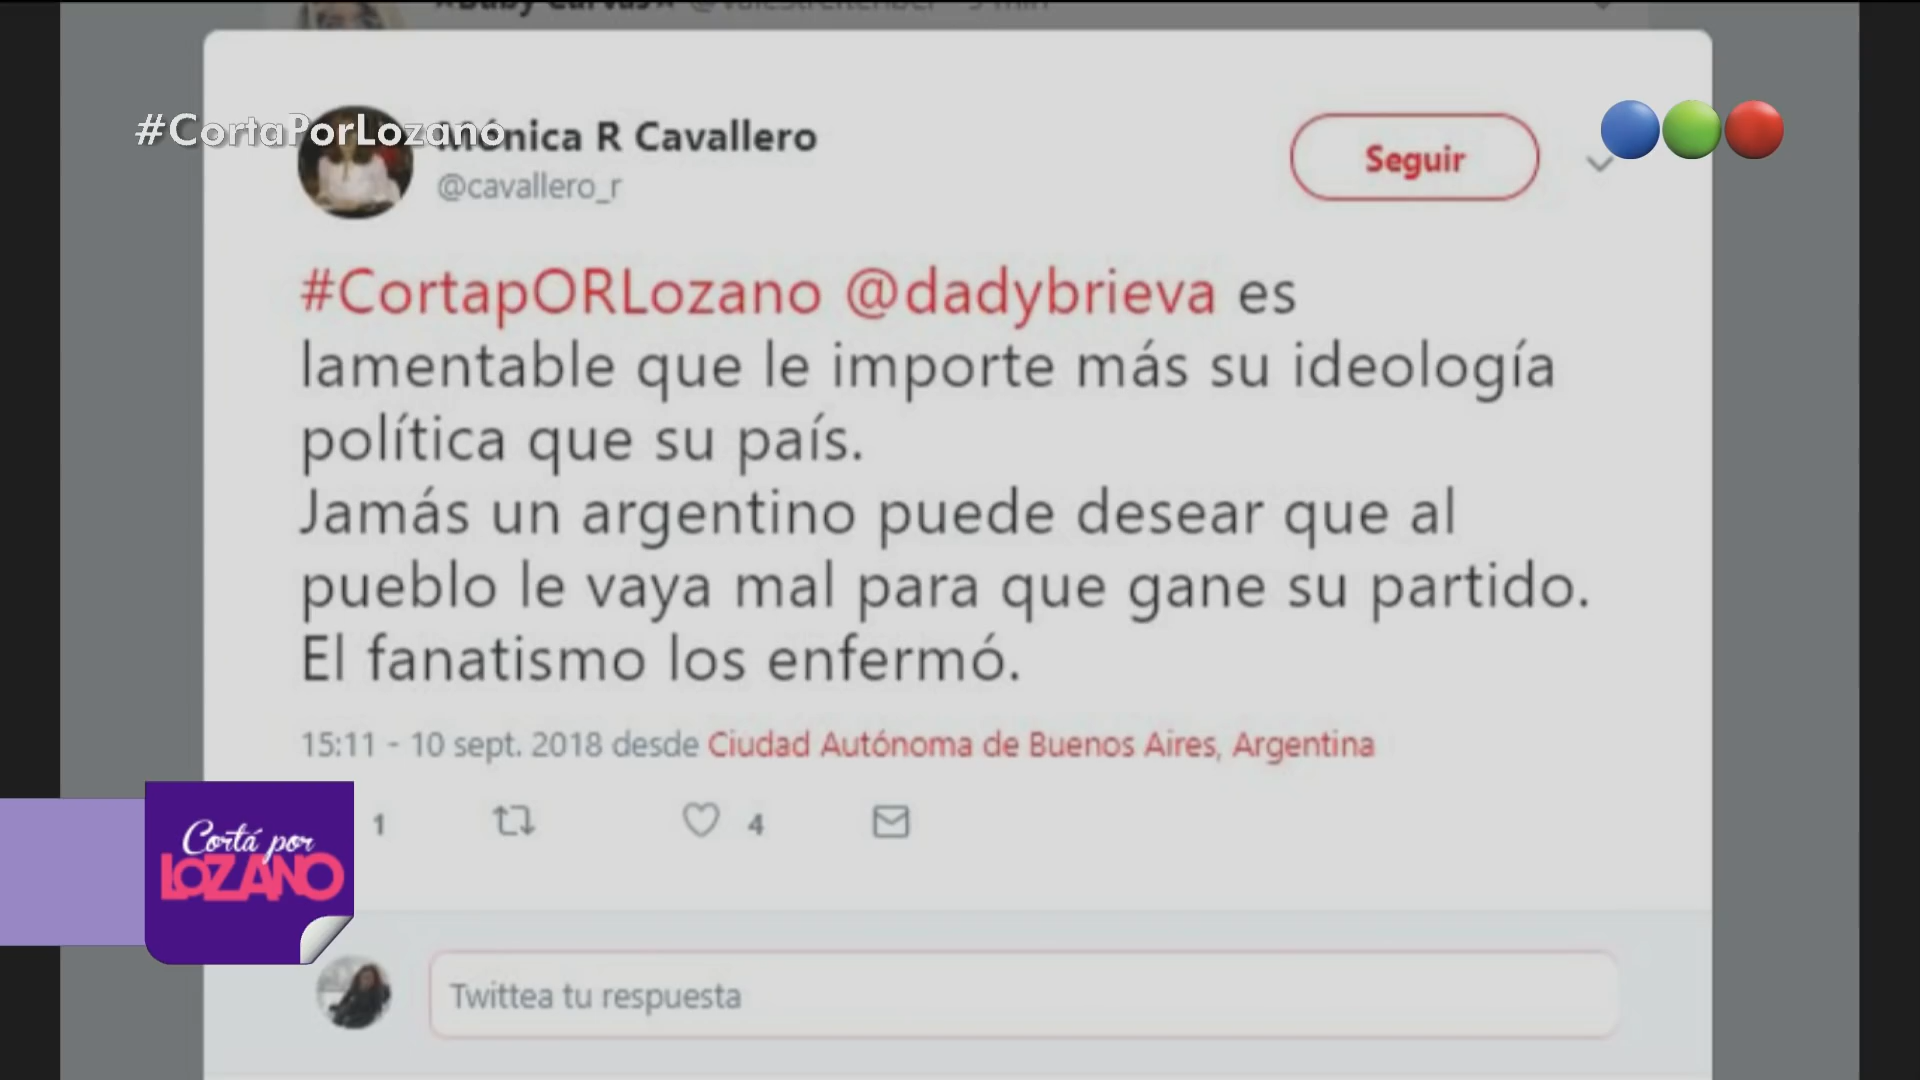 #CortaPorLozano
Mónica R Cavallero
@cavallero_r
Seguir
#CortapORLozano @dadybrieva es
lamentable que le importe más su ideología
política que su país.
Jamás un argentino puede desear que al
pueblo le vaya mal para que gane su partido.
El fanatismo los enfermó.
15:11 - 10 sept. 2018 desde Ciudad Autónoma de Buenos Aires, Argentina
1 4
Cortá por
LOZANO
Twittea tu respuesta